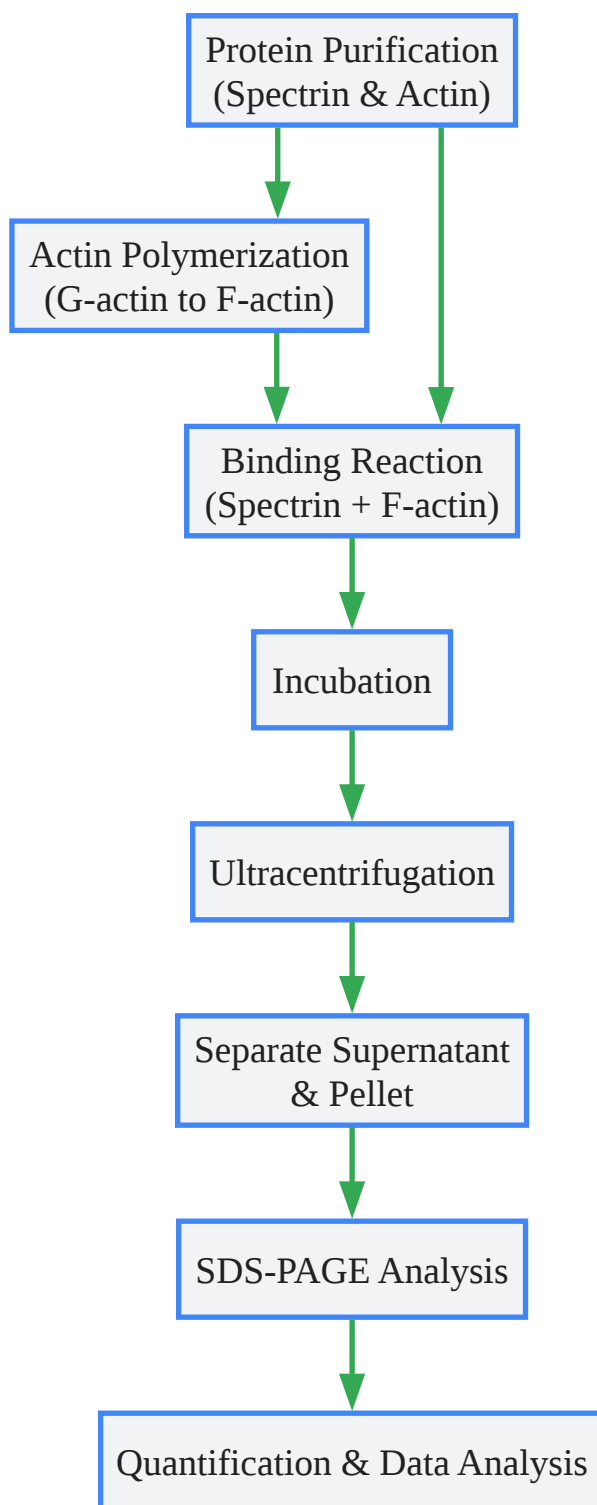 Protein Purification
(Spectrin & Actin)
Actin Polymerization
(G-actin to F-actin)
Binding Reaction
(Spectrin + F-actin)
Incubation
Ultracentrifugation
Separate Supernatant
& Pellet
SDS-PAGE Analysis
Quantification & Data Analysis